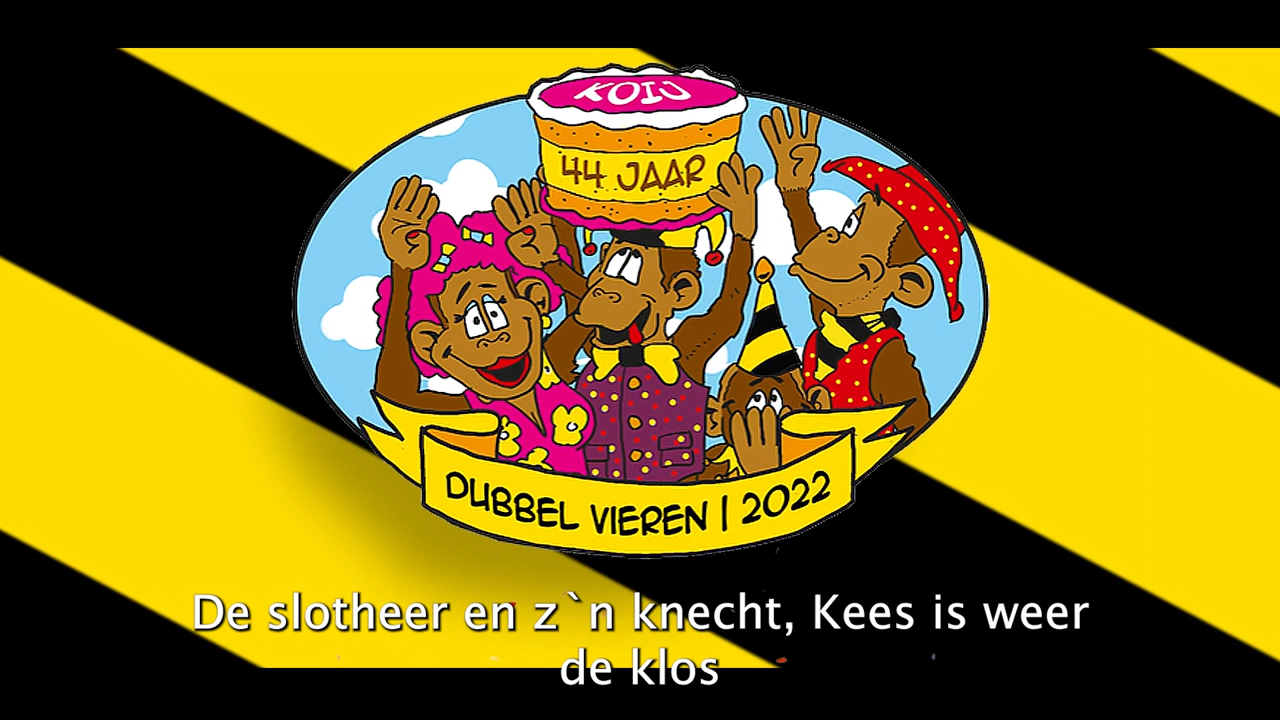 KOIJ
44 JAAR
DUBBEL VIEREN | 2022
De slotheer en z`n knecht, Kees is weer
de klos